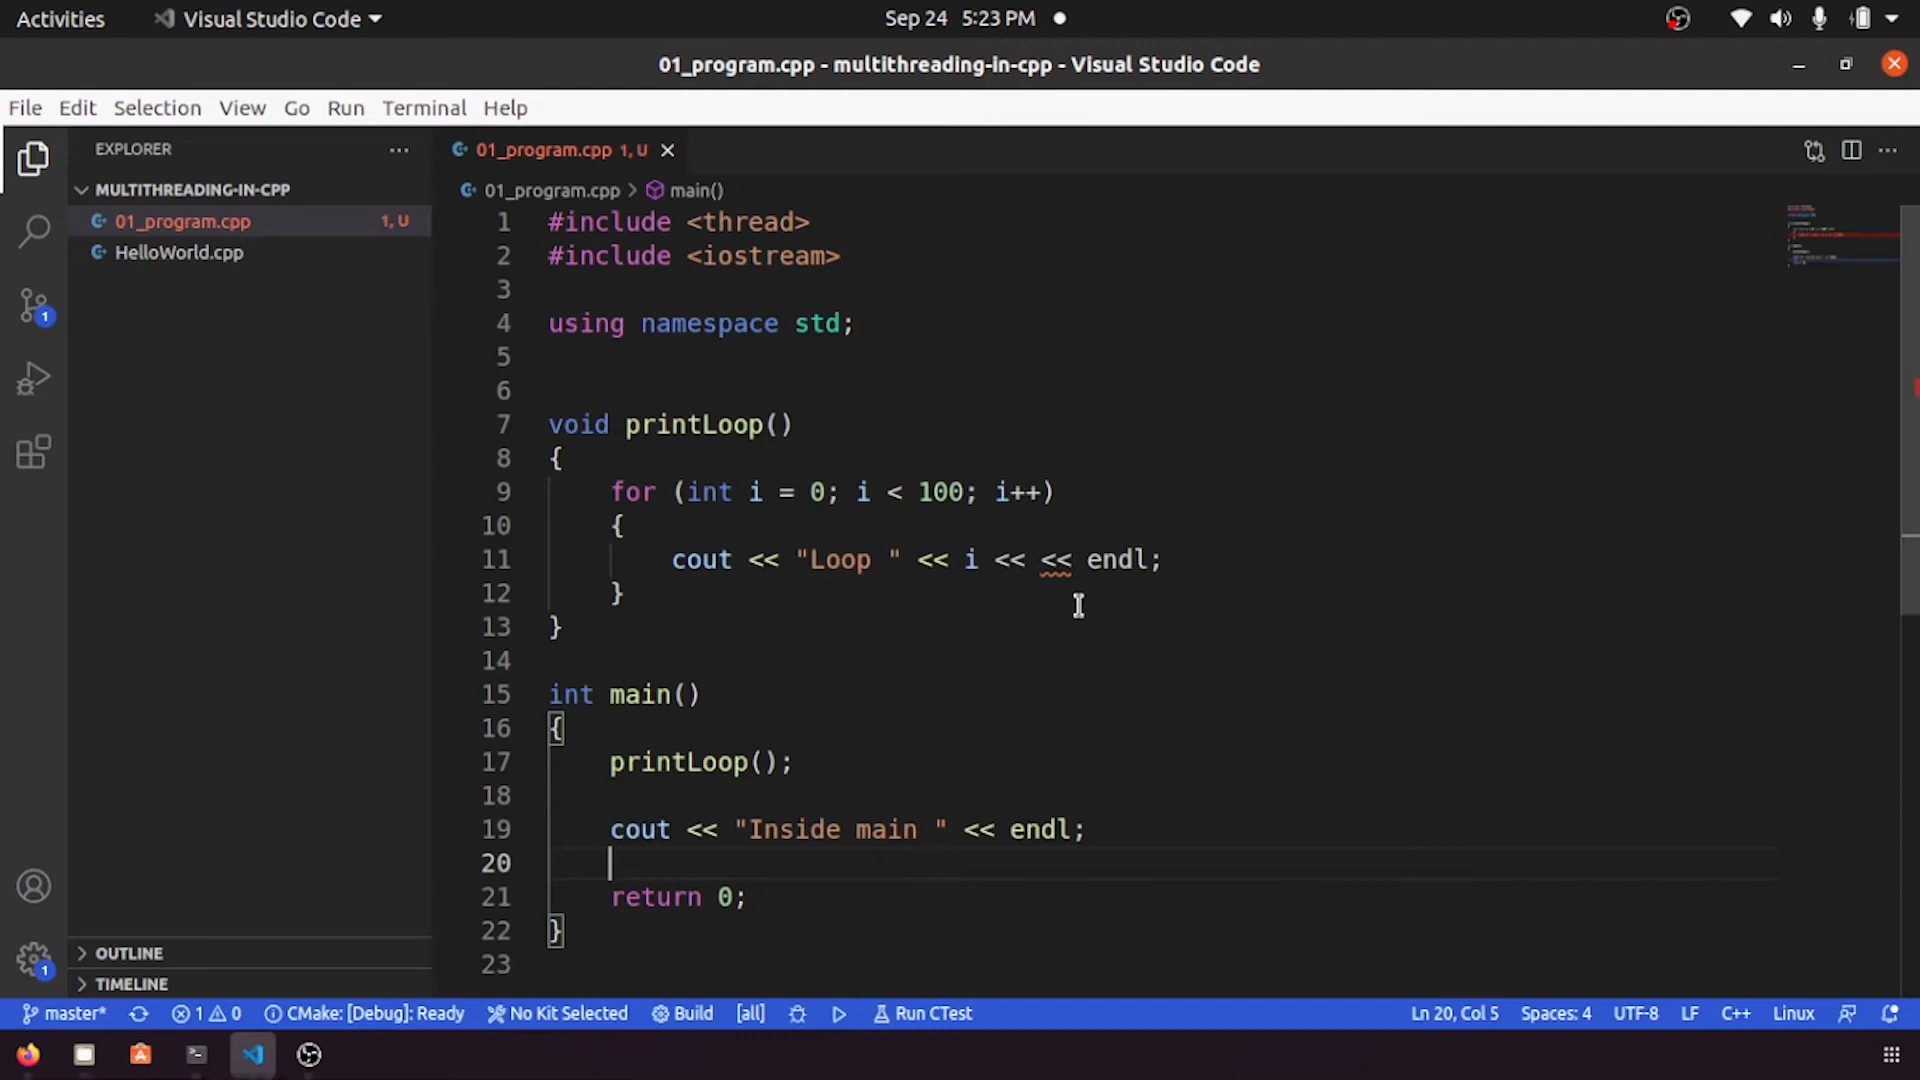 Activities Visual Studio Code Sep 24 5:23 PM
01_program.cpp - multithreading-in-cpp - Visual Studio Code
File Edit Selection View Go Run Terminal Help
EXPLORER ... 01_program.cpp 1, U
MULTITHREADING-IN-CPP 01_program.cpp > main()
01_program.cpp 1, U
HelloWorld.cpp
1 #include <thread>
2 #include <iostream>
3
4 using namespace std;
5
6
7 void printLoop()
8 {
9 for (int i = 0; i < 100; i++)
10 {
11 cout << "Loop " << i << << endl;
12 }
13 }
14
15 int main()
16 {
17 printLoop();
18
19 cout << "Inside main " << endl;
20
21 return 0;
22 }
23
1
1
OUTLINE
TIMELINE
master* 1 0 CMake: [Debug]: Ready No Kit Selected Build [all] Run CTest Ln 20, Col 5 Spaces: 4 UTF-8 LF C++ Linux